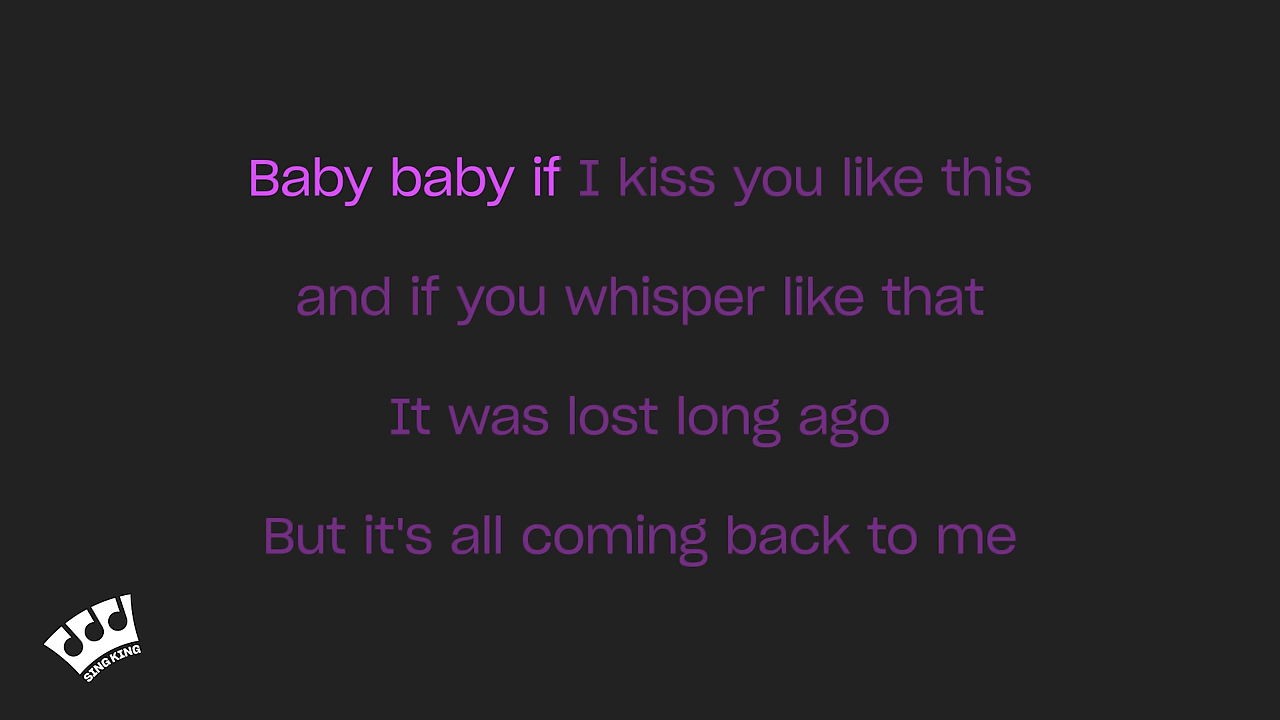 Baby baby if I kiss you like this
and if you whisper like that
It was lost long ago
But it's all coming back to me
SING KING